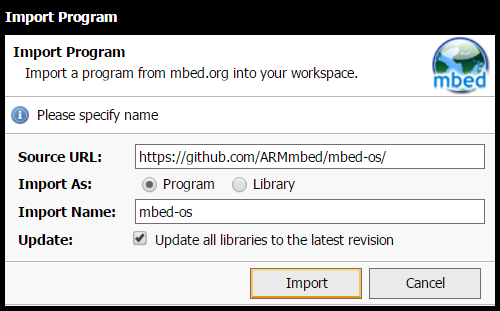 Import Program
Import Program
Import a program from mbed.org into your workspace.
mbed
Please specify name
Source URL: https://github.com/ARMmbed/mbed-os/
Import As: Program Library
Import Name: mbed-os
Update: Update all libraries to the latest revision
Import Cancel